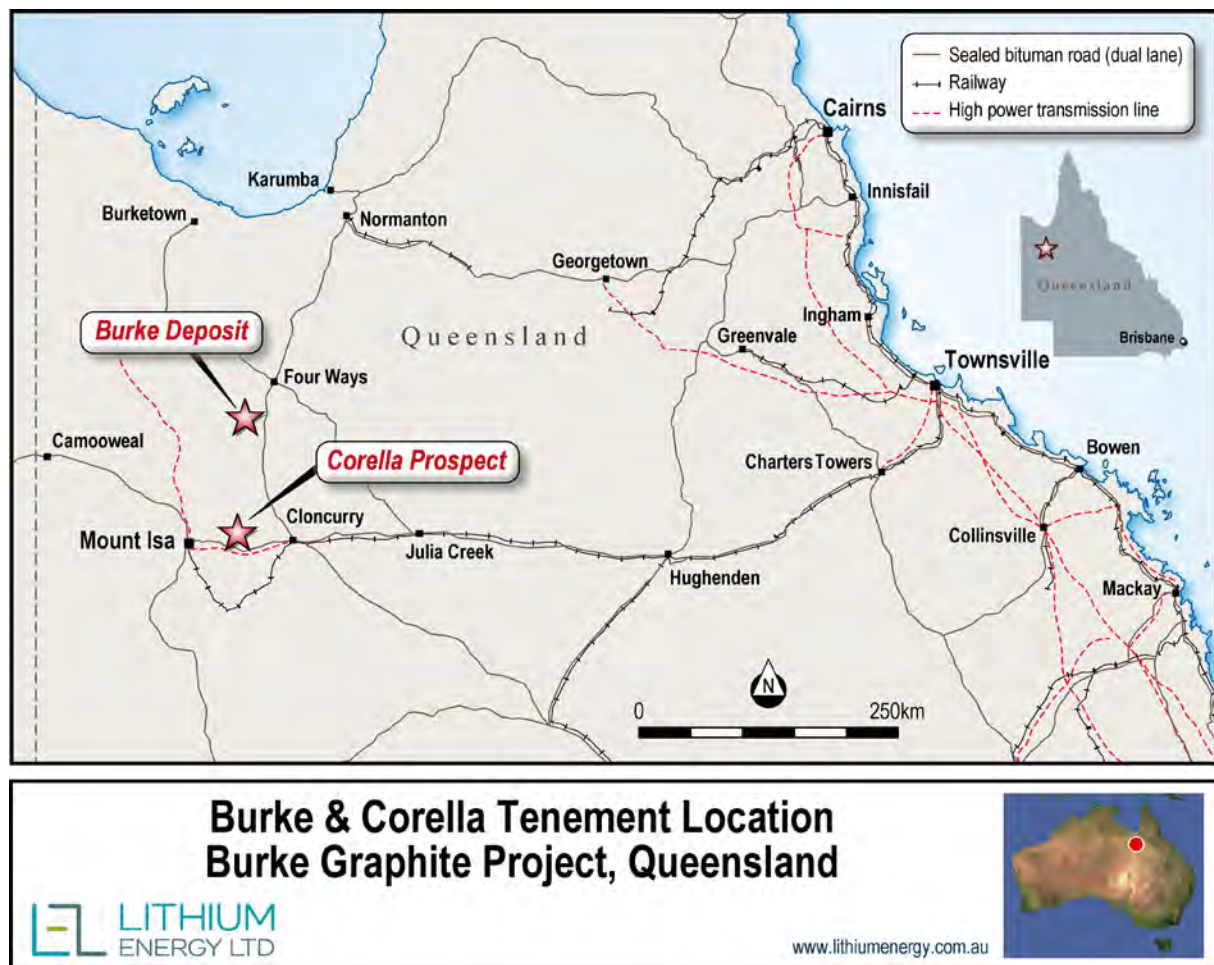 Sealed bituman road (dual lane)
Railway
High power transmission line
Cairns
Karumba
Innisfail
Burketown
Normanton
Georgetown
Queensland
Brisbane
Queensland
Ingham
Greenvale
Burke Deposit
Townsville
Four Ways
Camooweal
Corella Prospect
Charters Towers
Bowen
Cloncurry
Mount Isa
Julia Creek
Collinsville
Hughenden
Mackay
N
0 250km
Burke & Corella Tenement Location
Burke Graphite Project, Queensland
LITHIUM
ENERGY LTD
www.lithiumenergy.com.au